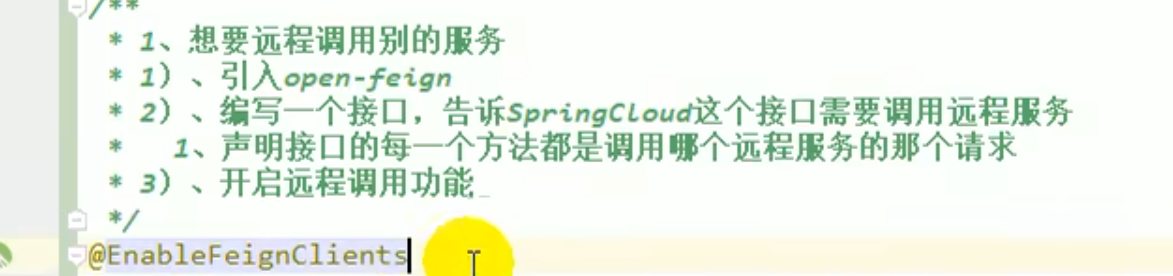 /**
* 1、想要远程调用别的服务
* 1）、引入open-feign
* 2）、编写一个接口，告诉SpringCloud这个接口需要调用远程服务
* 1、声明接口的每一个方法都是调用哪个远程服务的那个请求
* 3）、开启远程调用功能
*/
@EnableFeignClients